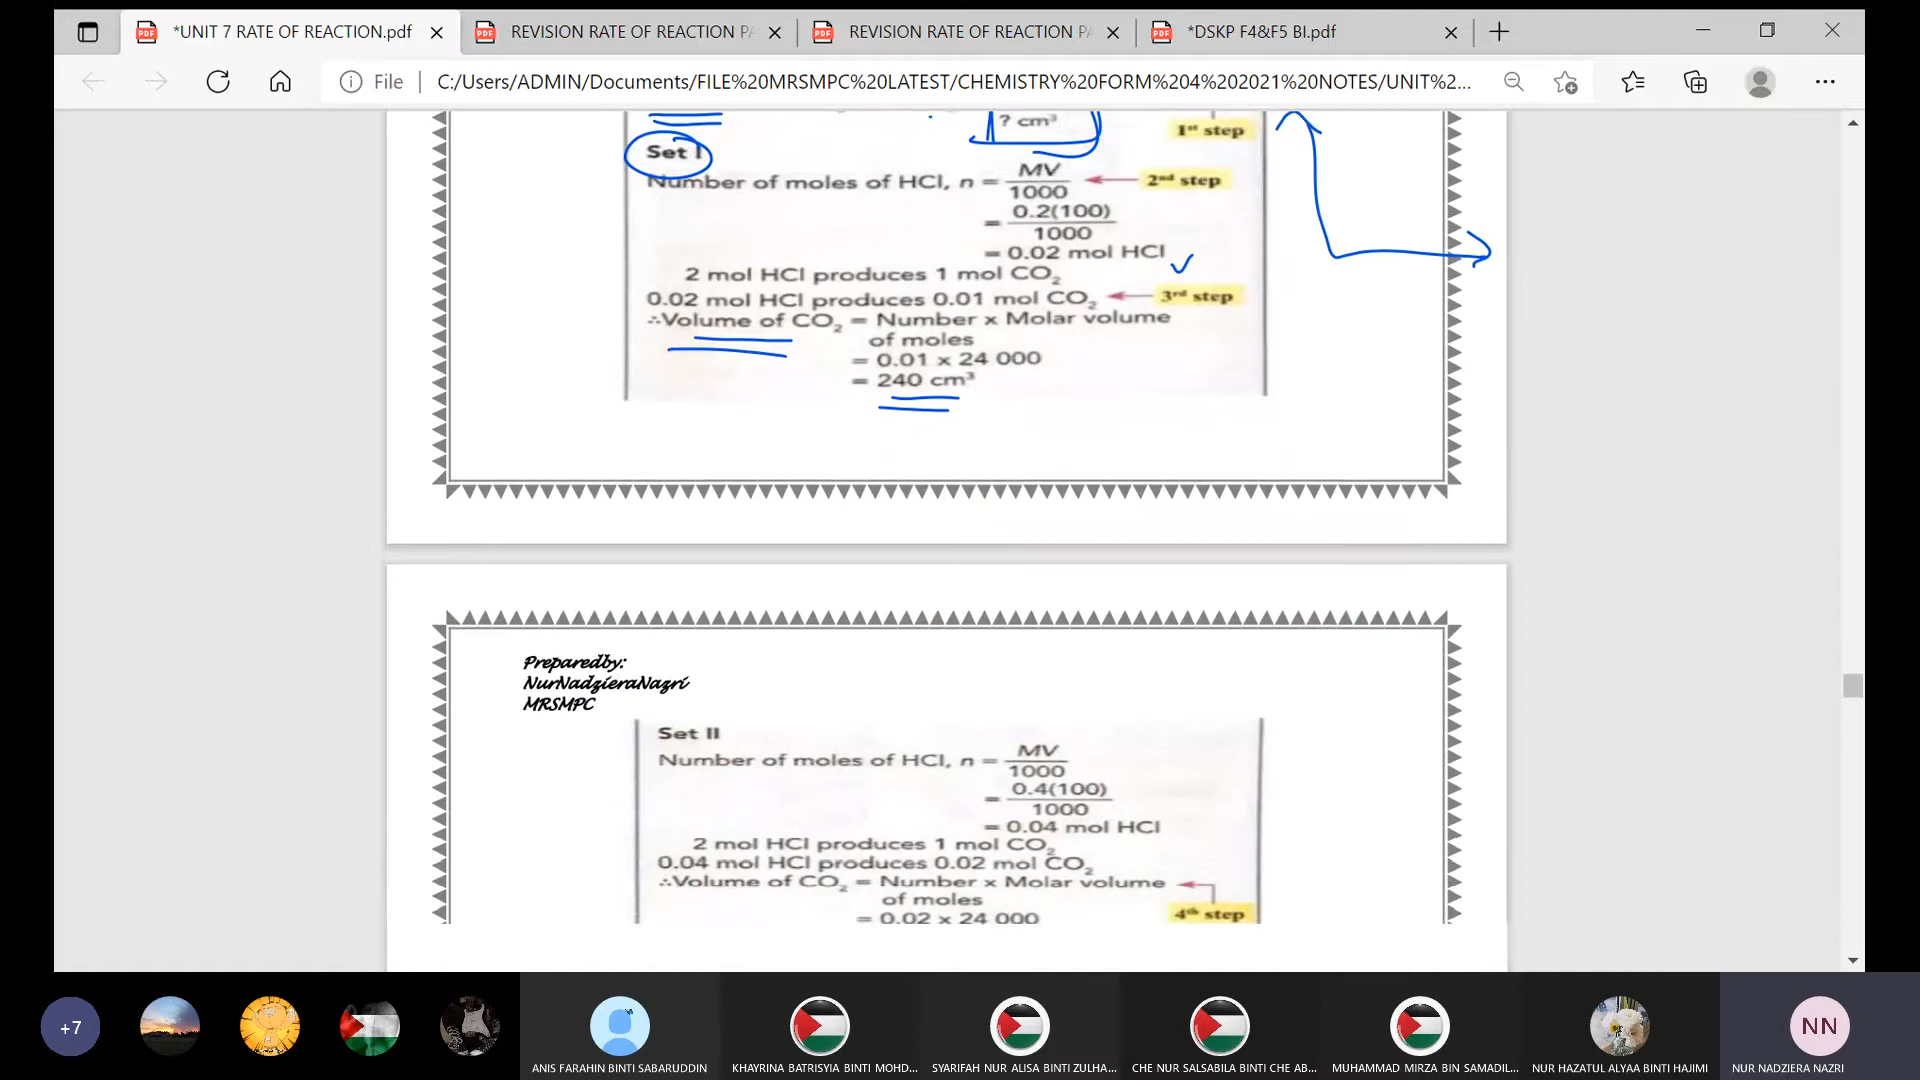 *UNIT 7 RATE OF REACTION.pdf
REVISION RATE OF REACTION PA
REVISION RATE OF REACTION PA
*DSKP F4&F5 BI.pdf
File
C:/Users/ADMIN/Documents/FILE%20MRSMPC%20LATEST/CHEMISTRY%20FORM%204%202021%20NOTES/UNIT%2...
? cm³
1st step
Set I
Number of moles of HCl, n = MV
1000
2nd step
= 0.2(100)
1000
= 0.02 mol HCl
2 mol HCl produces 1 mol CO₂
0.02 mol HCl produces 0.01 mol CO₂
3rd step
∴Volume of CO₂ = Number x Molar volume
of moles
= 0.01 x 24 000
= 240 cm³
Preparedby:
NurNadzieraNazri
MRSMPC
Set II
Number of moles of HCl, n = MV
1000
= 0.4(100)
1000
= 0.04 mol HCl
2 mol HCl produces 1 mol CO₂
0.04 mol HCl produces 0.02 mol CO₂
∴Volume of CO₂ = Number x Molar volume
of moles
4th step
= 0.02 x 24 000
+7
NN
ANIS FARAHIN BINTI SABARUDDIN
KHAYRINA BATRISYIA BINTI MOHD...
SYARIFAH NUR ALISA BINTI ZULHA...
CHE NUR SALSABILA BINTI CHE AB...
MUHAMMAD MIRZA BIN SAMADIL...
NUR HAZATUL ALYAA BINTI HAJIMI
NUR NADZIERA NAZRI